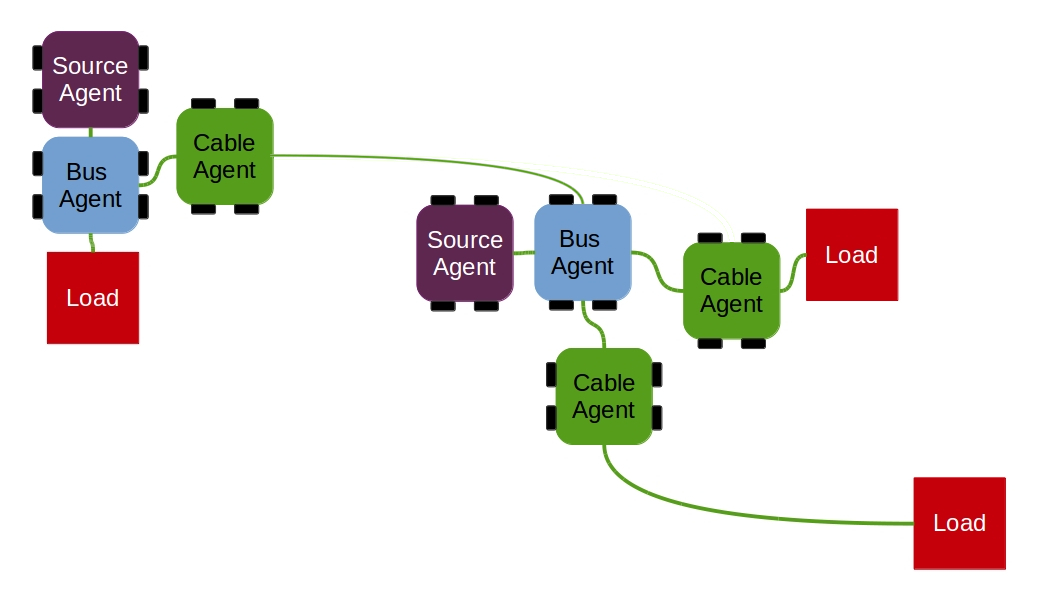 Source
Agent
Bus
Agent
Cable
Agent
Load
Source
Agent
Bus
Agent
Cable
Agent
Load
Cable
Agent
Load